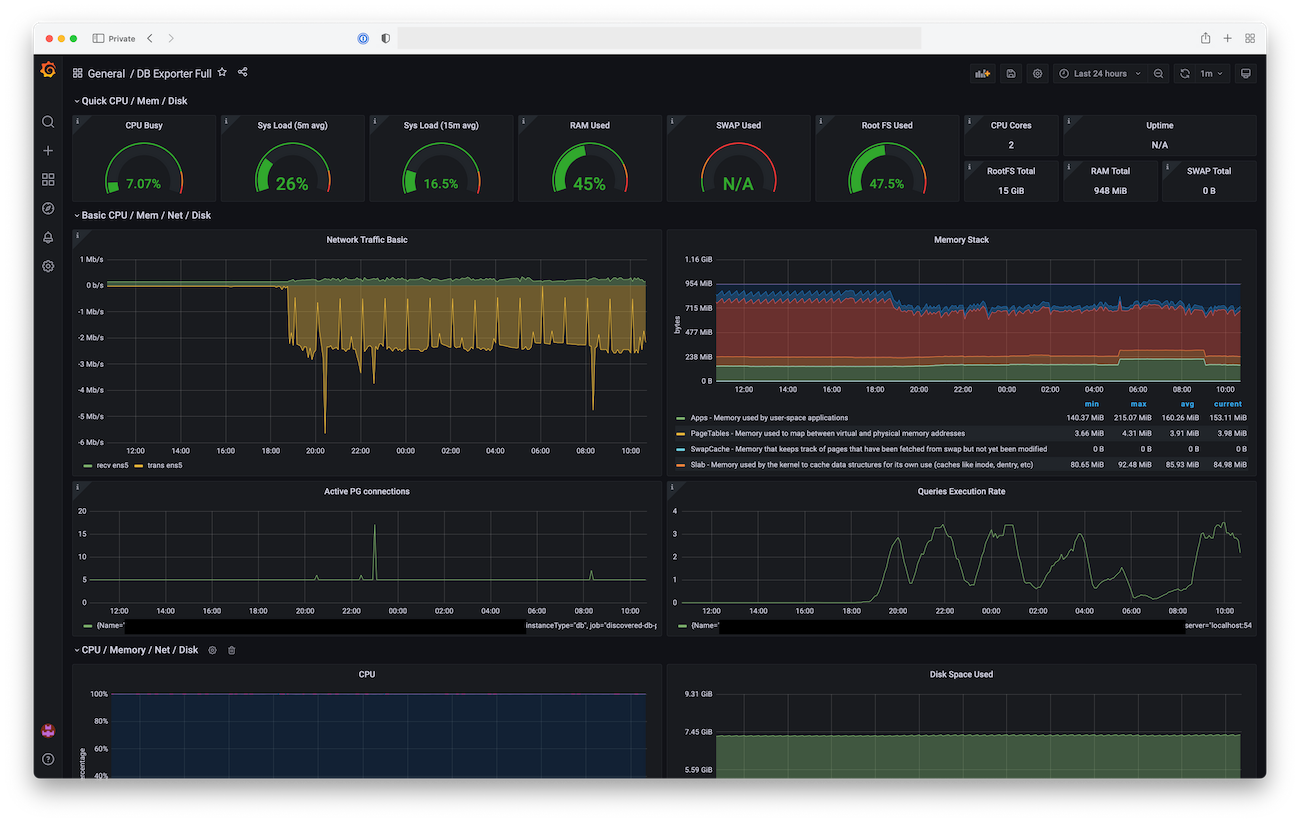 Private
General / DB Exporter Full
Last 24 hours
1m
Quick CPU / Mem / Disk
CPU Busy
7.07%
Sys Load (5m avg)
26%
Sys Load (15m avg)
16.5%
RAM Used
45%
SWAP Used
N/A
Root FS Used
47.5%
CPU Cores
2
Uptime
N/A
RootFS Total
15 GiB
RAM Total
948 MiB
SWAP Total
0 B
Basic CPU / Mem / Net / Disk
Network Traffic Basic
1 Mb/s
0 b/s
-1 Mb/s
-2 Mb/s
-3 Mb/s
-4 Mb/s
-5 Mb/s
-6 Mb/s
12:00 14:00 16:00 18:00 20:00 22:00 00:00 02:00 04:00 06:00 08:00 10:00
recv ens5 trans ens5
Memory Stack
bytes
1.16 GiB
954 MiB
715 MiB
477 MiB
238 MiB
0 B
12:00 14:00 16:00 18:00 20:00 22:00 00:00 02:00 04:00 06:00 08:00 10:00
min max avg current
Apps - Memory used by user-space applications 140.37 MiB 215.07 MiB 160.26 MiB 153.11 MiB
PageTables - Memory used to map between virtual and physical memory addresses 3.66 MiB 4.31 MiB 3.91 MiB 3.98 MiB
SwapCache - Memory that keeps track of pages that have been fetched from swap but not yet been modified 0 B 0 B 0 B 0 B
Slab - Memory used by the kernel to cache data structures for its own use (caches like inode, dentry, etc) 80.65 MiB 92.48 MiB 85.93 MiB 84.98 MiB
Active PG connections
20
15
10
5
0
12:00 14:00 16:00 18:00 20:00 22:00 00:00 02:00 04:00 06:00 08:00 10:00
{Name=" instanceType="db", job="discovered-db-p
Queries Execution Rate
4
3
2
1
0
12:00 14:00 16:00 18:00 20:00 22:00 00:00 02:00 04:00 06:00 08:00 10:00
{Name=" server="localhost:54
CPU / Memory / Net / Disk
CPU
100%
80%
60%
40%
Disk Space Used
9.31 GiB
7.45 GiB
5.59 GiB